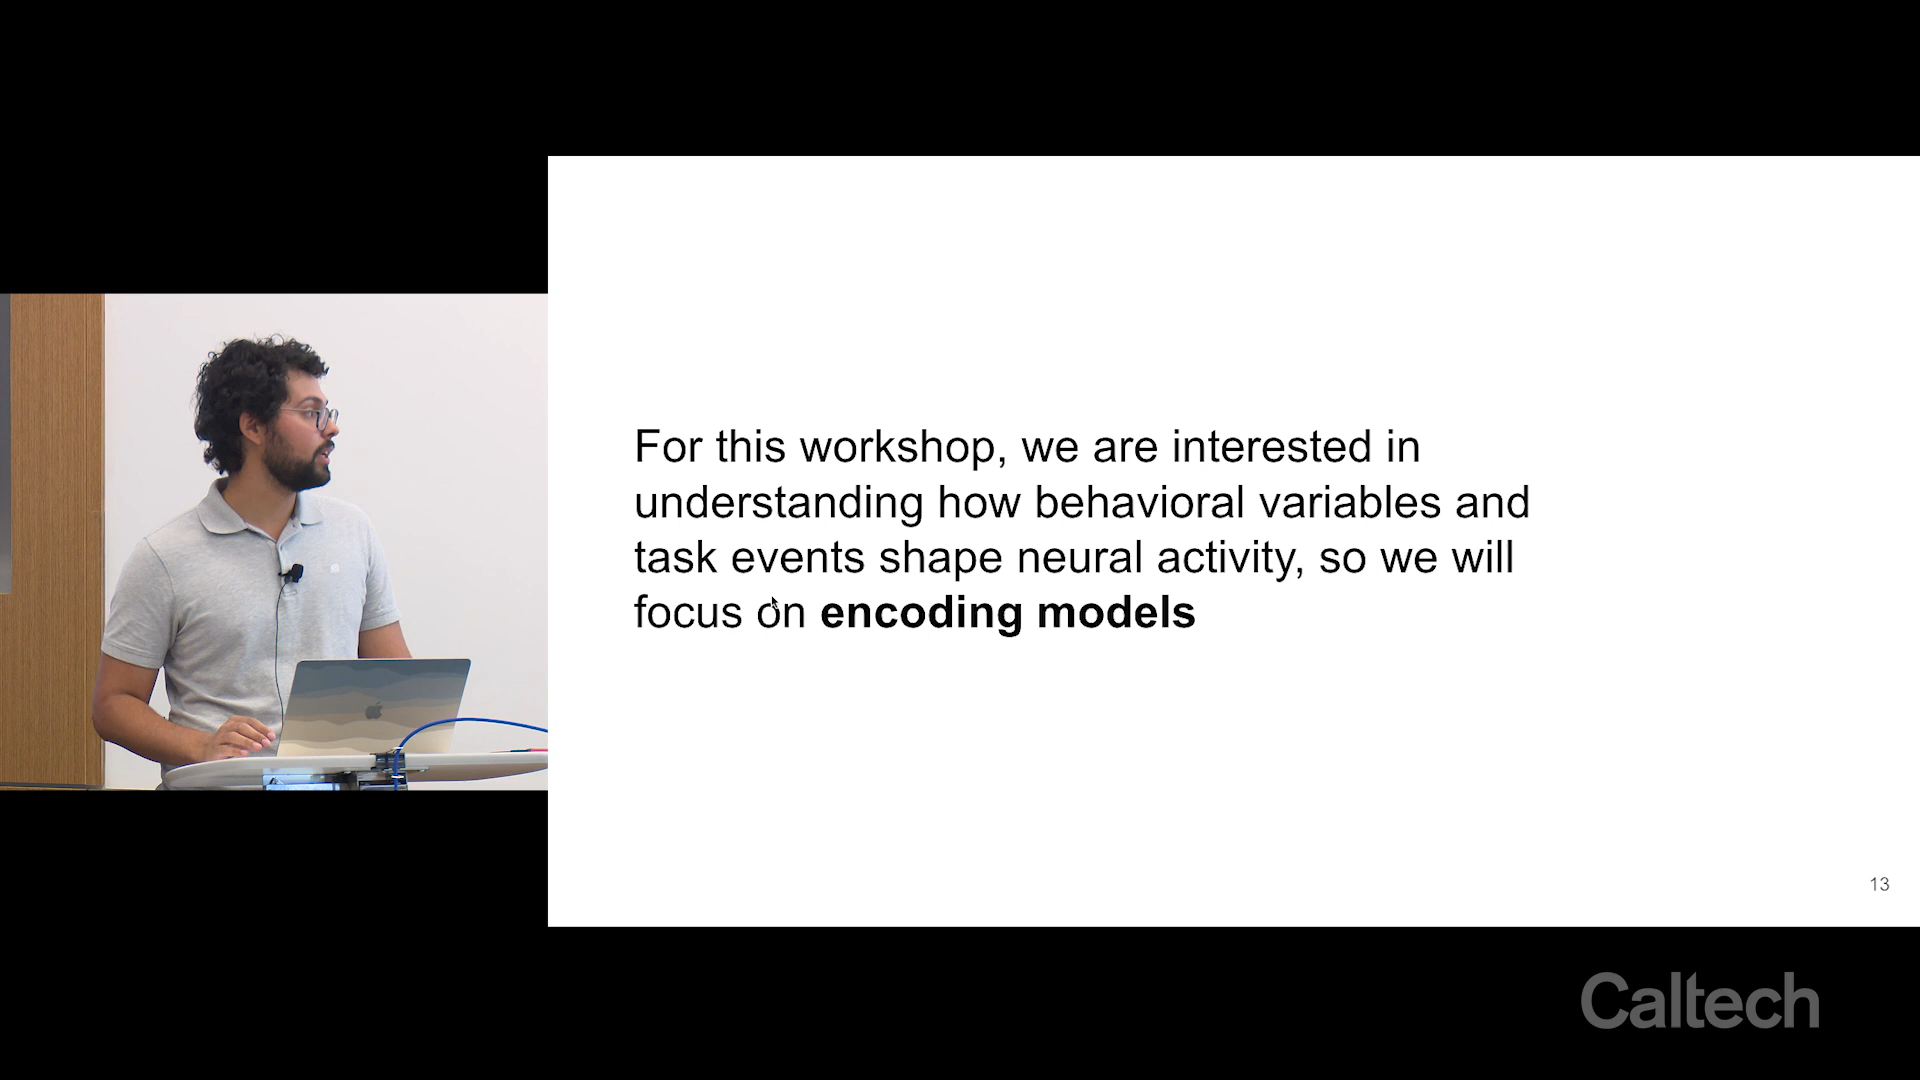 For this workshop, we are interested in
understanding how behavioral variables and
task events shape neural activity, so we will
focus on encoding models
13
Caltech